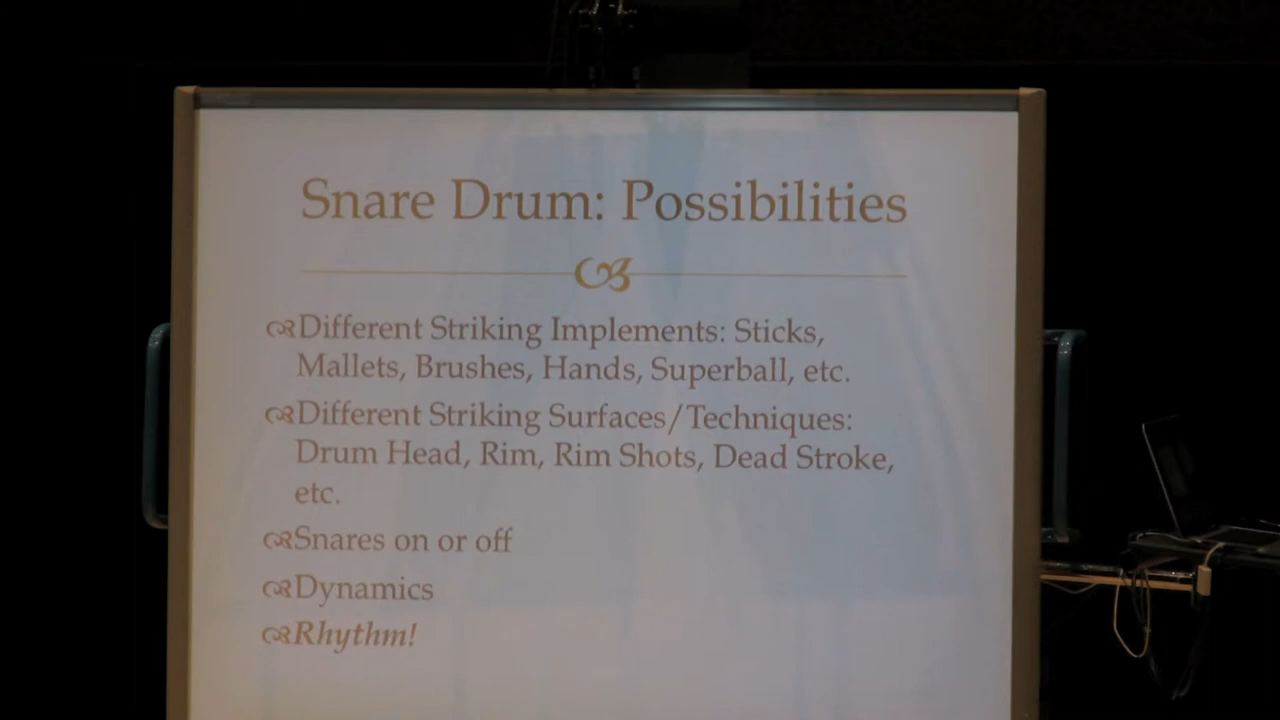 Snare Drum: Possibilities
Different Striking Implements: Sticks,
Mallets, Brushes, Hands, Superball, etc.
Different Striking Surfaces/Techniques:
Drum Head, Rim, Rim Shots, Dead Stroke,
etc.
Snares on or off
Dynamics
Rhythm!